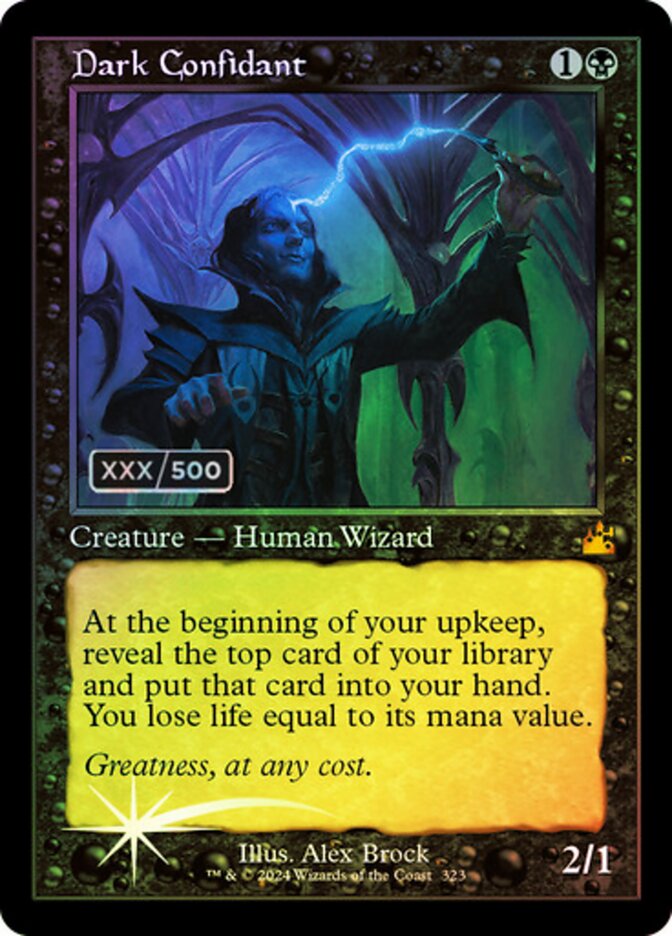 Dark Confidant 1
XXX/500
Creature — Human Wizard
At the beginning of your upkeep,
reveal the top card of your library
and put that card into your hand.
You lose life equal to its mana value.
Greatness, at any cost.
Illus. Alex Brock
™ & © 2024 Wizards of the Coast 323
2/1